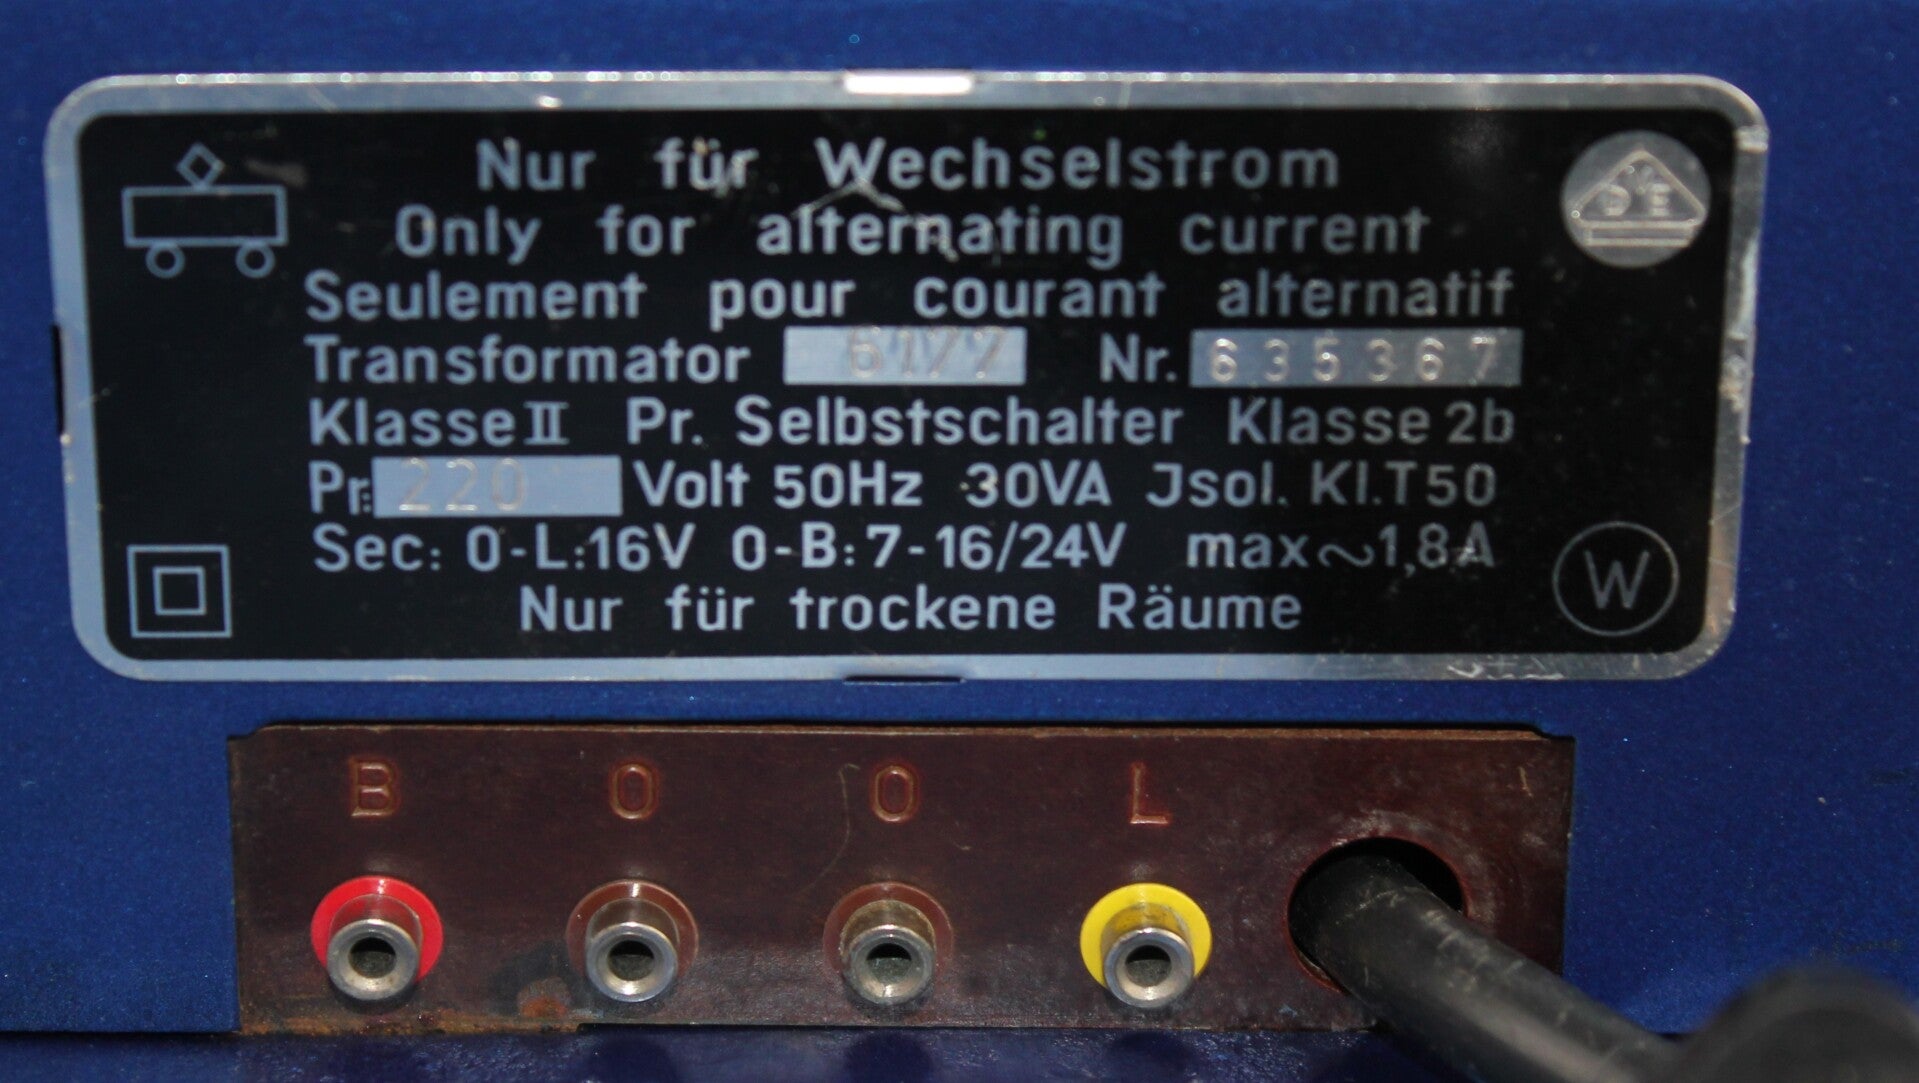 Nur für Wechselstrom
Only for alternating current
Seulement pour courant alternatif
Transformator 6177 Nr. 635367
Klasse II Pr. Selbstschalter Klasse 2b
Pr: 220 Volt 50Hz 30VA Jsol. Kl.T50
Sec: 0-L:16V 0-B:7-16/24V max~1,8A
Nur für trockene Räume
W
B O O L